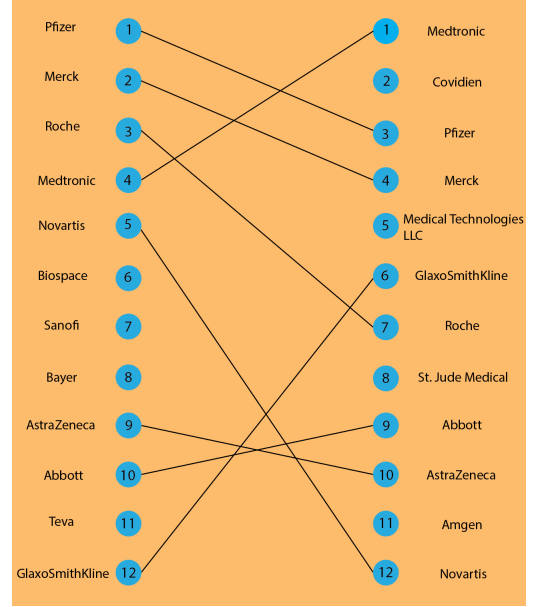 Pfizer 1 1 Medtronic
Merck 2 2 Covidien
Roche 3 3 Pfizer
Medtronic 4 4 Merck
Novartis 5 5 Medical Technologies
LLC
Biospace 6 6 GlaxoSmithKline
Sanofi 7 7 Roche
Bayer 8 8 St. Jude Medical
AstraZeneca 9 9 Abbott
Abbott 10 10 AstraZeneca
Teva 11 11 Amgen
GlaxoSmithKline 12 12 Novartis